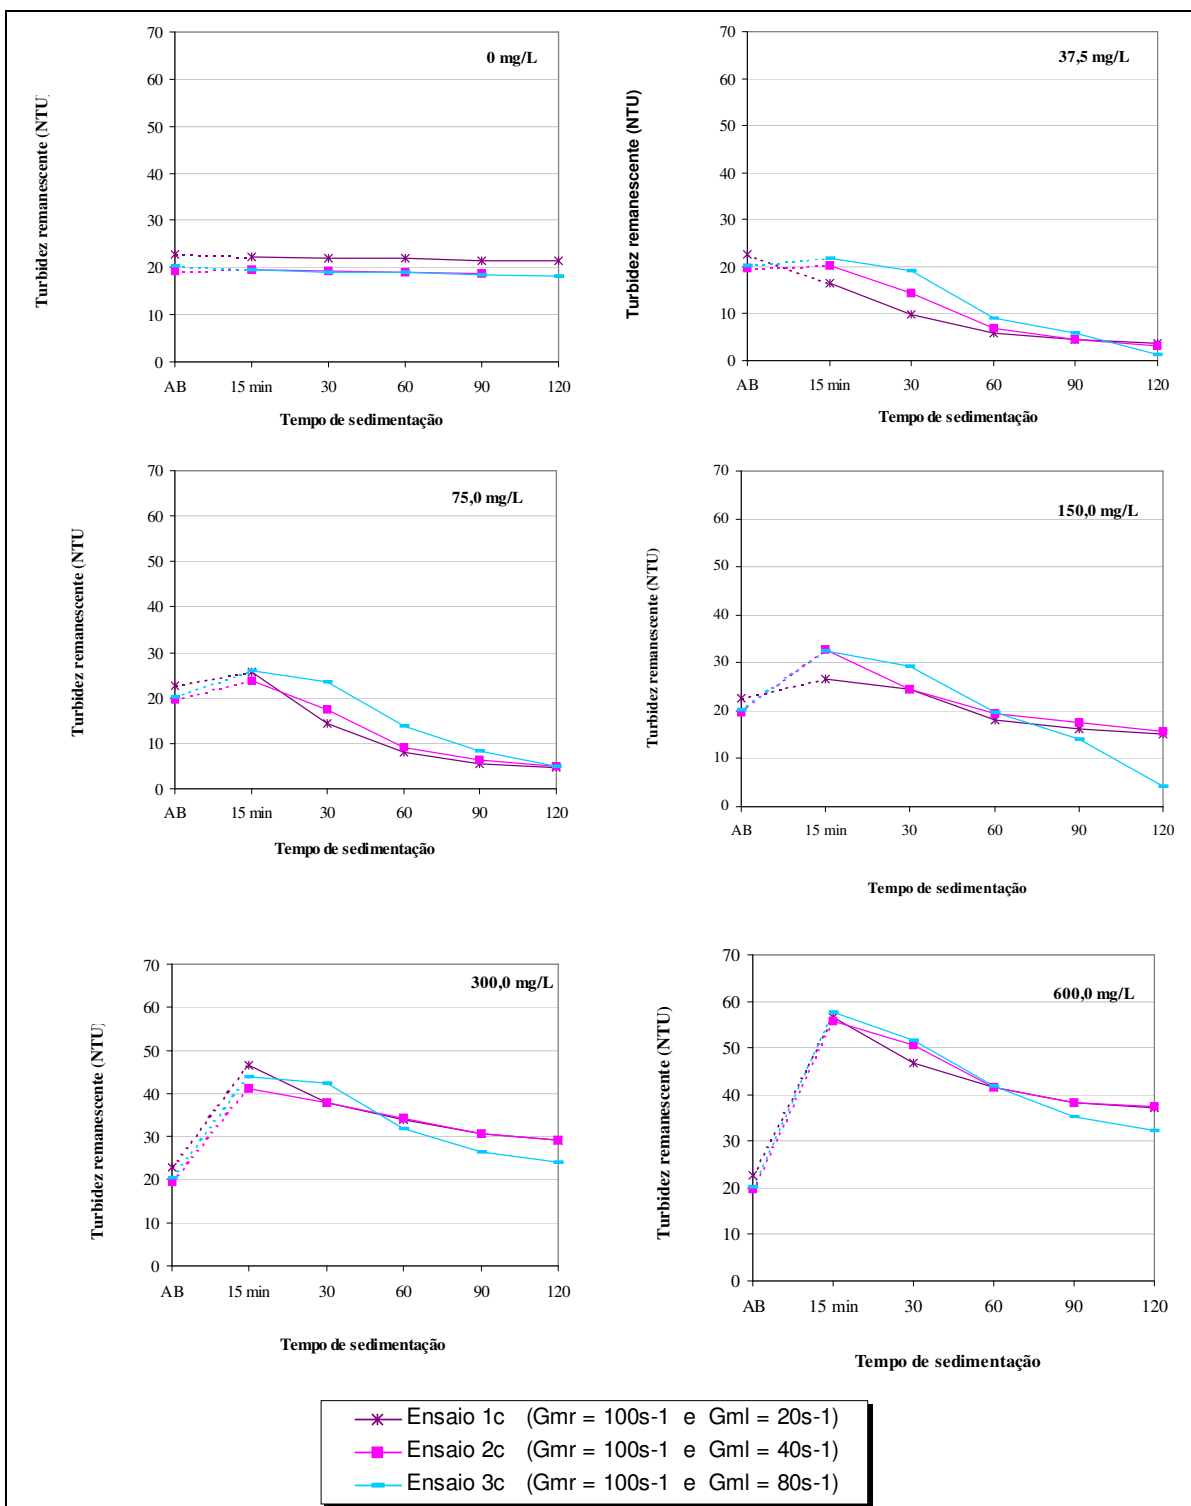 0 mg/L
Turbidez remanescente (NTU)
70
60
50
40
30
20
10
0
AB 15 min 30 60 90 120
Tempo de sedimentação
37,5 mg/L
Turbidez remanescente (NTU)
70
60
50
40
30
20
10
0
AB 15 min 30 60 90 120
Tempo de sedimentação
75,0 mg/L
Turbidez remanescente (NTU
70
60
50
40
30
20
10
0
AB 15 min 30 60 90 120
Tempo de sedimentação
150,0 mg/L
Turbidez remanescente (NTU)
70
60
50
40
30
20
10
0
AB 15 min 30 60 90 120
Tempo de sedimentação
300,0 mg/L
Turbidez remanescente (NTU)
70
60
50
40
30
20
10
0
AB 15 min 30 60 90 120
Tempo de sedimentação
600,0 mg/L
Turbidez remanescente (NTU)
70
60
50
40
30
20
10
0
AB 15 min 30 60 90 120
Tempo de sedimentação
Ensaio 1c (Gmr = 100s-1 e Gml = 20s-1)
Ensaio 2c (Gmr = 100s-1 e Gml = 40s-1)
Ensaio 3c (Gmr = 100s-1 e Gml = 80s-1)